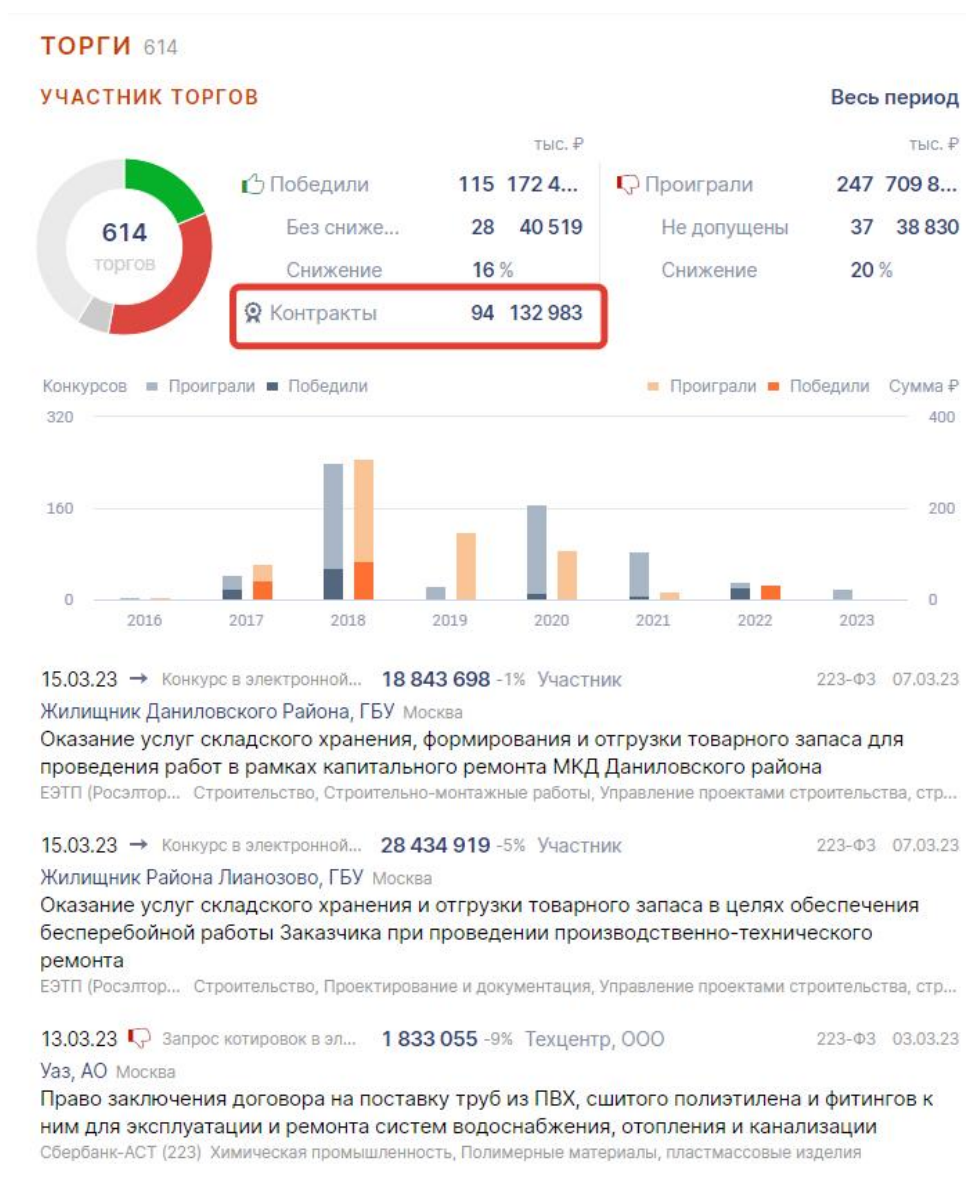 ТОРГИ 614
УЧАСТНИК ТОРГОВ Весь период
тыс. ₽ тыс. ₽
Победили 115 172 4... Проиграли 247 709 8...
614 торгов
Без сниже... 28 40 519 Не допущены 37 38 830
Снижение 16 % Снижение 20 %
Контракты 94 132 983
Конкурсов Проиграли Победили Проиграли Победили Сумма ₽
320 400
160 200
0 0
2016 2017 2018 2019 2020 2021 2022 2023
15.03.23 → Конкурс в электронной... 18 843 698 -1% Участник 223-ФЗ 07.03.23
Жилищник Даниловского Района, ГБУ Москва
Оказание услуг складского хранения, формирования и отгрузки товарного запаса для
проведения работ в рамках капитального ремонта МКД Даниловского района
ЕЭТП (Росэлтор... Строительство, Строительно-монтажные работы, Управление проектами строительства, стр...
15.03.23 → Конкурс в электронной... 28 434 919 -5% Участник 223-ФЗ 07.03.23
Жилищник Района Лианозово, ГБУ Москва
Оказание услуг складского хранения и отгрузки товарного запаса в целях обеспечения
бесперебойной работы Заказчика при проведении производственно-технического
ремонта
ЕЭТП (Росэлтор... Строительство, Проектирование и документация, Управление проектами строительства, стр...
13.03.23 Запрос котировок в эл... 1 833 055 -9% Техцентр, ООО 223-ФЗ 03.03.23
Уаз, АО Москва
Право заключения договора на поставку труб из ПВХ, сшитого полиэтилена и фитингов к
ним для эксплуатации и ремонта систем водоснабжения, отопления и канализации
Сбербанк-АСТ (223) Химическая промышленность, Полимерные материалы, пластмассовые изделия